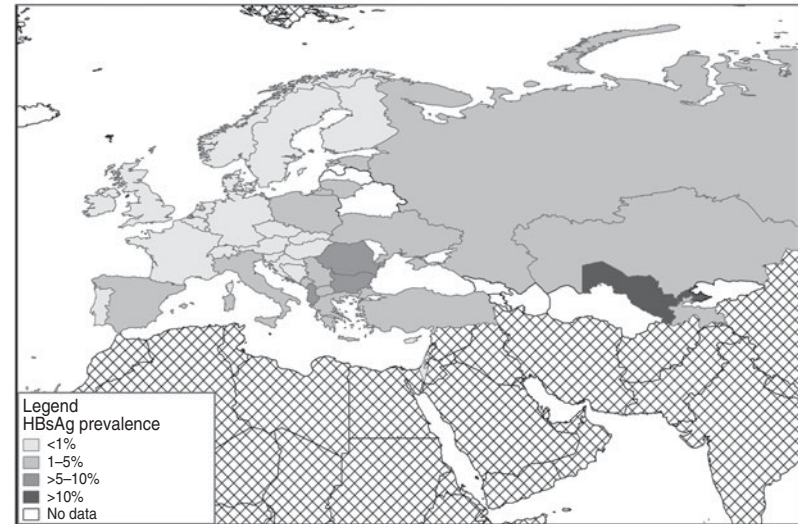 Legend
HBsAg prevalence
<1%
1–5%
>5–10%
>10%
No data